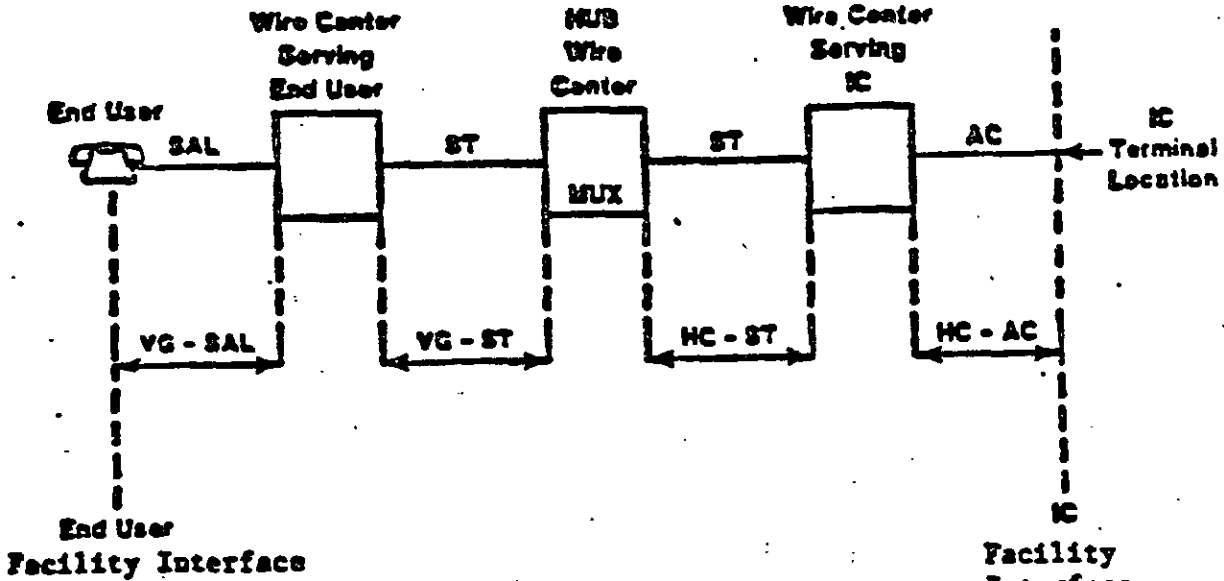 Wire Center
Serving
End User
HUB
Wire
Center
Wire Center
Serving
IC
End User
SAL
ST
MUX
ST
AC
IC
Terminal
Location
VG - SAL
VG - ST
HC - ST
HC - AC
End User
Facility Interface
IC
Facility